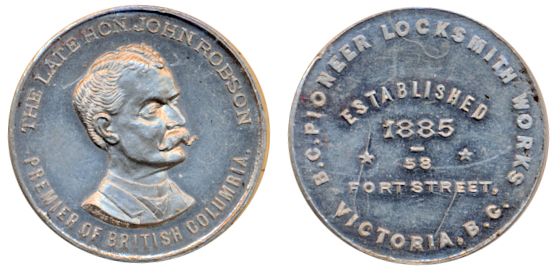 THE LATE HON. JOHN ROBSON
PREMIER OF BRITISH COLUMBIA.
B.C. PIONEER LOCKSMITH WORKS
ESTABLISHED
1885
58
FORT STREET,
VICTORIA, B.C.